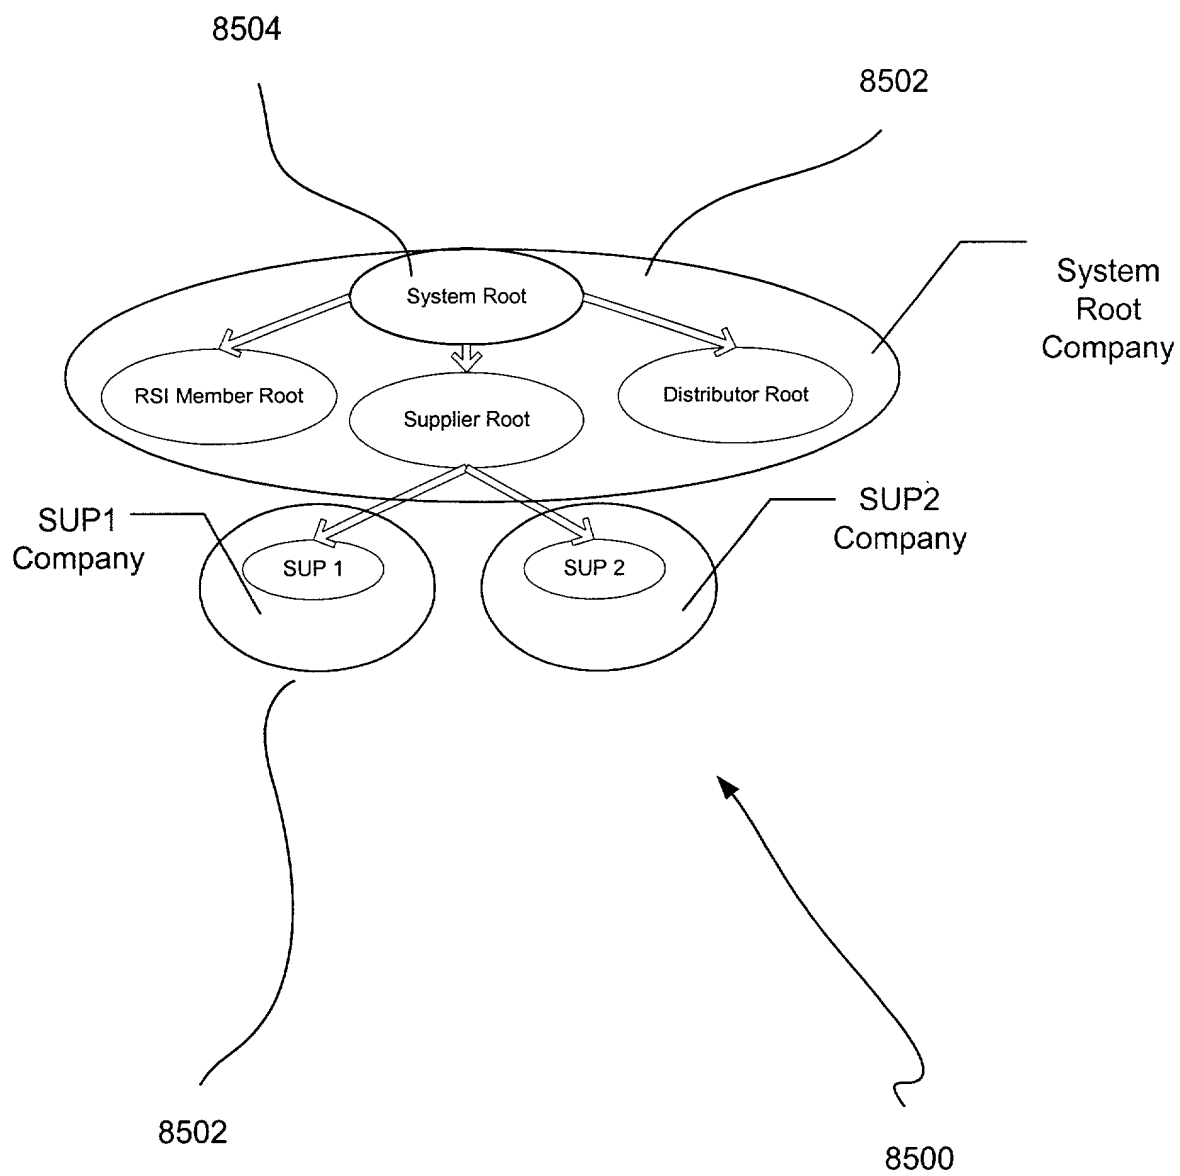 8504
8502
System Root
System
Root
Company
RSI Member Root
Supplier Root
Distributor Root
SUP1
Company
SUP2
Company
SUP 1
SUP 2
8502
8500